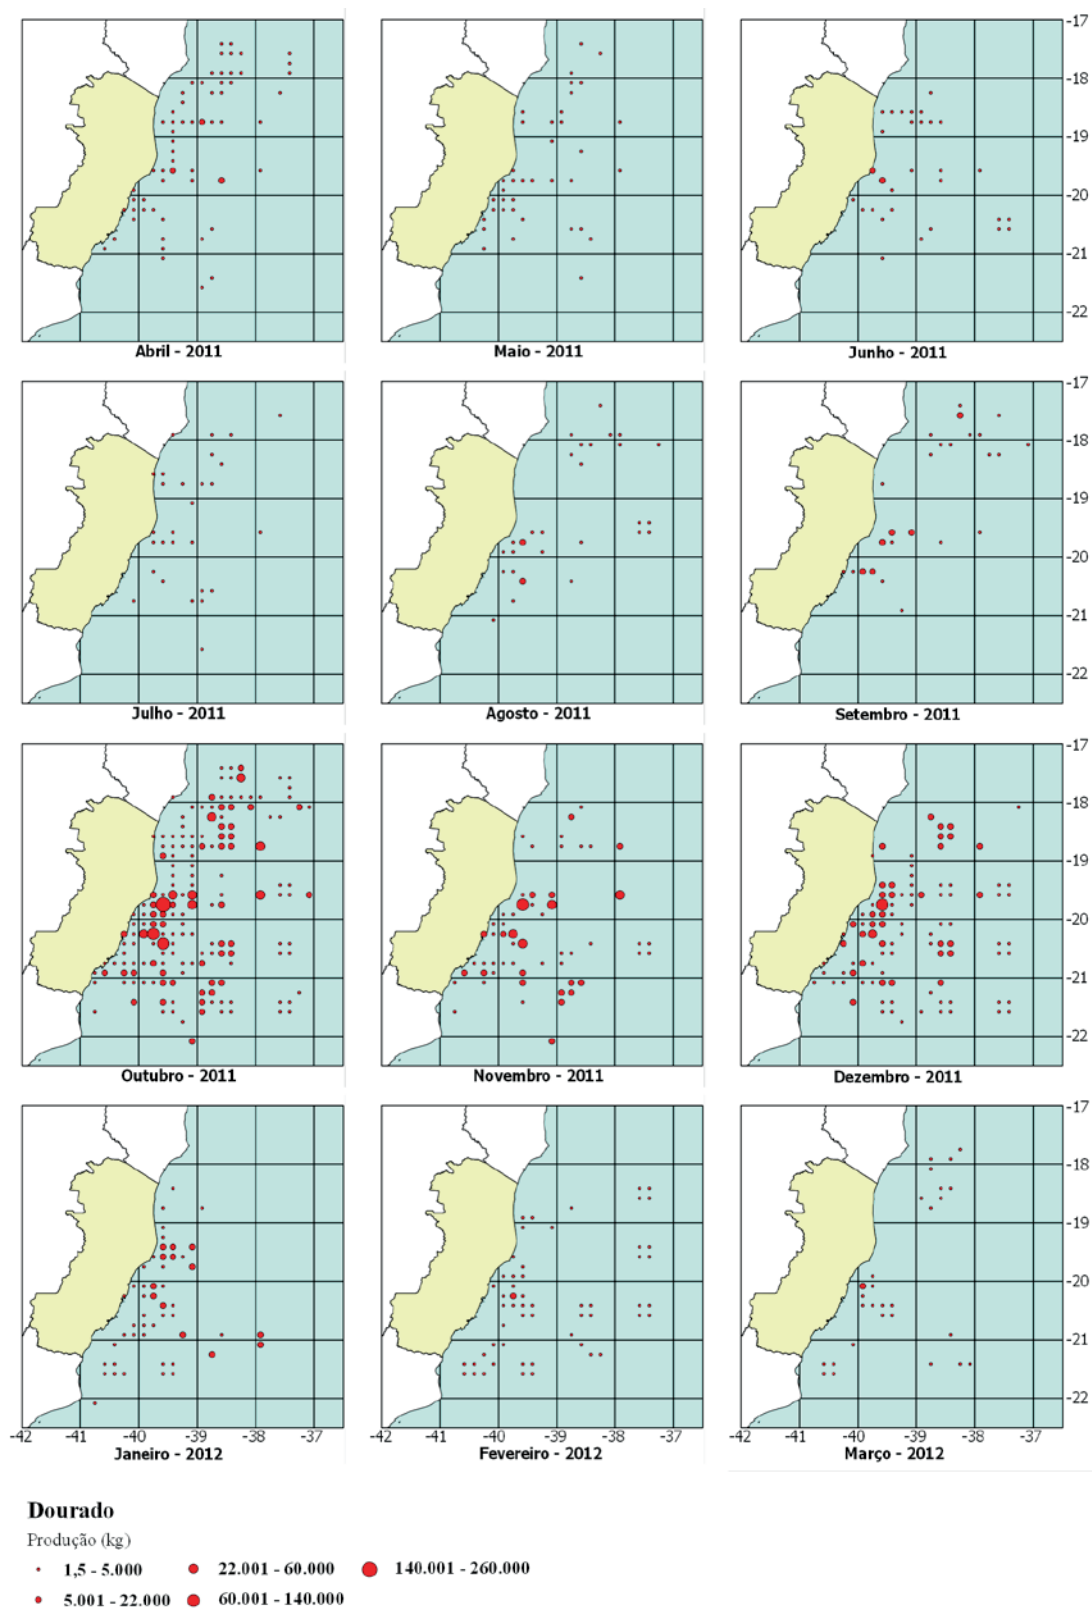 -17
-18
-19
-20
-21
-22
Abril - 2011 Maio - 2011 Junho - 2011
-17
-18
-19
-20
-21
-22
Julho - 2011 Agosto - 2011 Setembro - 2011
-17
-18
-19
-20
-21
-22
Outubro - 2011 Novembro - 2011 Dezembro - 2011
-17
-18
-19
-20
-21
-22
-42 -41 -40 -39 -38 -37 -42 -41 -40 -39 -38 -37 -42 -41 -40 -39 -38 -37
Janeiro - 2012 Fevereiro - 2012 Março - 2012
Dourado
Produção (kg)
1,5 - 5.000 22.001 - 60.000 140.001 - 260.000
5.001 - 22.000 60.001 - 140.000